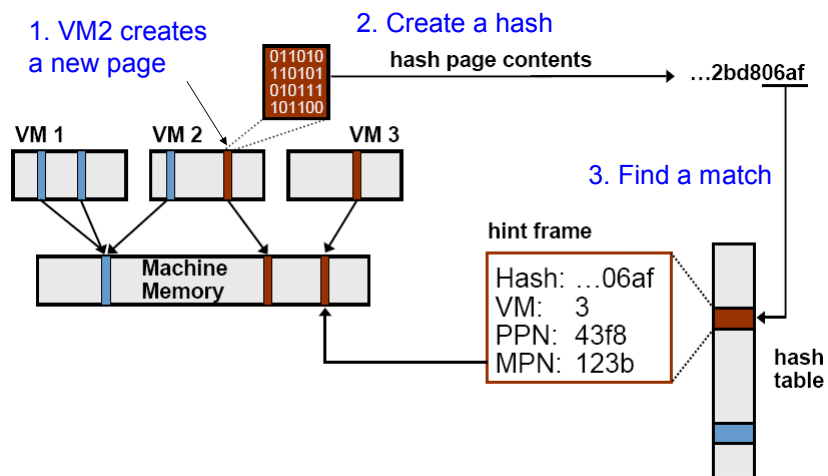 1. VM2 creates
a new page
2. Create a hash
011010
110101
010111
101100
hash page contents
...2bd806af
VM 1
VM 2
VM 3
3. Find a match
hint frame
Machine
Memory
Hash: ...06af
VM: 3
PPN: 43f8
MPN: 123b
hash
table